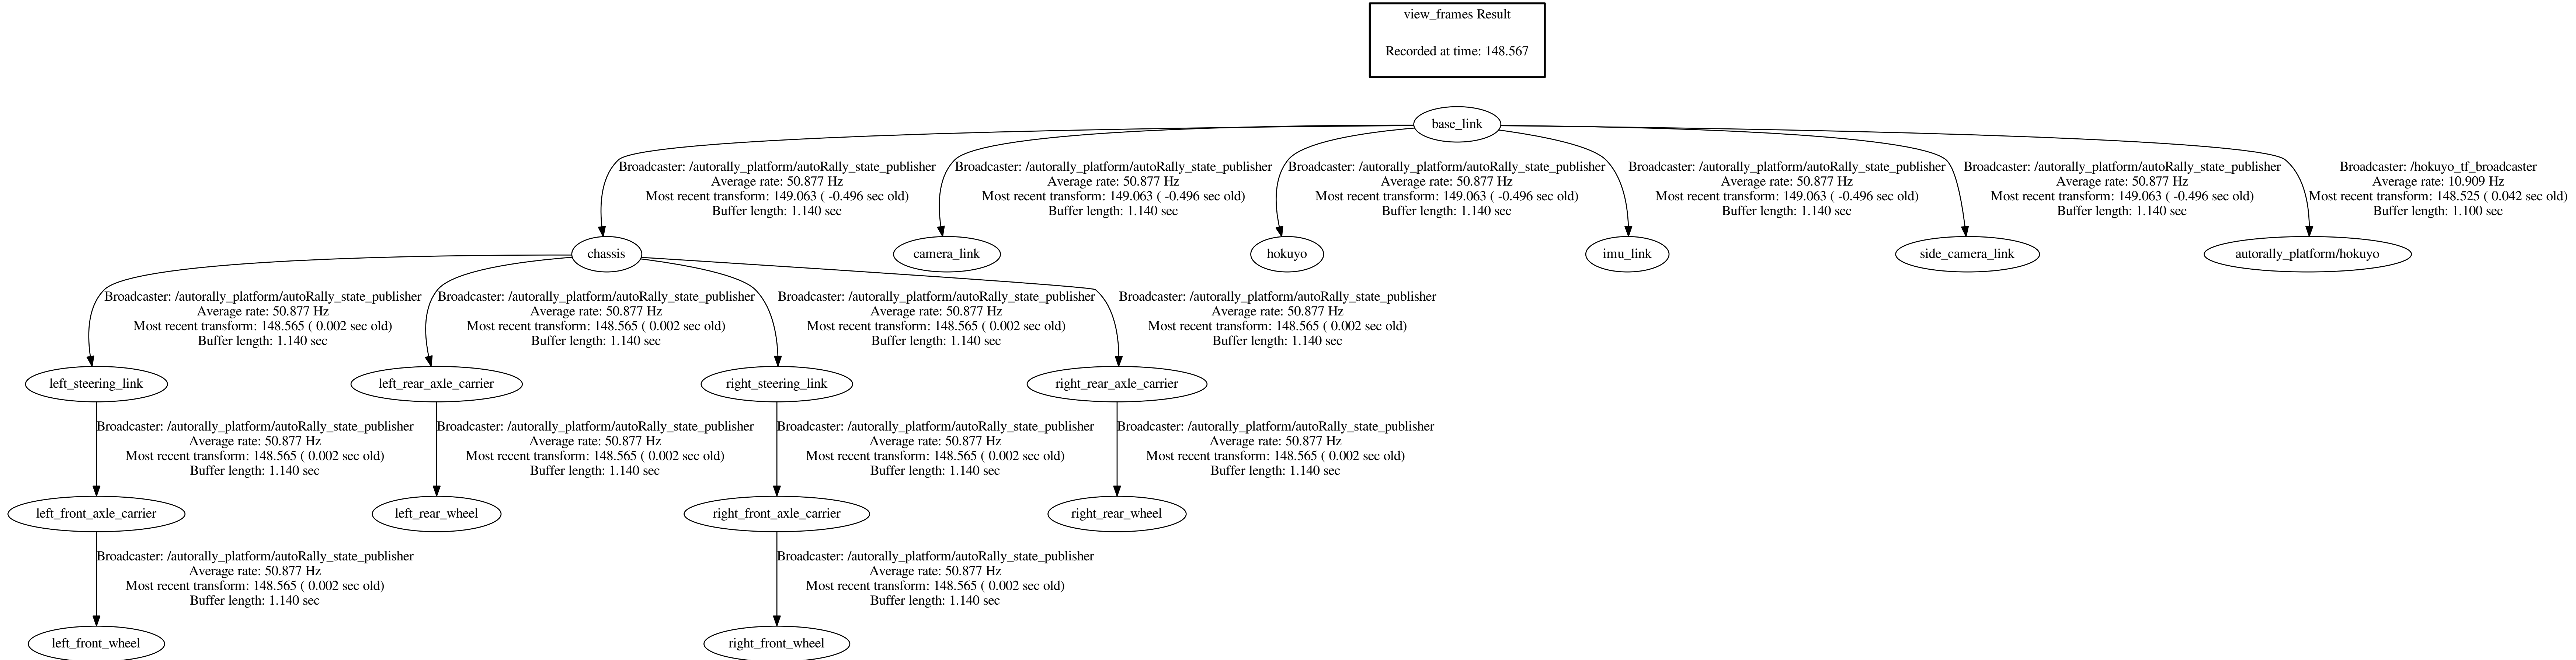 view_frames Result
Recorded at time: 148.567
base_link
Broadcaster: /autorally_platform/autoRally_state_publisher
Average rate: 50.877 Hz
Most recent transform: 149.063 ( -0.496 sec old)
Buffer length: 1.140 sec
Broadcaster: /autorally_platform/autoRally_state_publisher
Average rate: 50.877 Hz
Most recent transform: 149.063 ( -0.496 sec old)
Buffer length: 1.140 sec
Broadcaster: /autorally_platform/autoRally_state_publisher
Average rate: 50.877 Hz
Most recent transform: 149.063 ( -0.496 sec old)
Buffer length: 1.140 sec
Broadcaster: /autorally_platform/autoRally_state_publisher
Average rate: 50.877 Hz
Most recent transform: 149.063 ( -0.496 sec old)
Buffer length: 1.140 sec
Broadcaster: /autorally_platform/autoRally_state_publisher
Average rate: 50.877 Hz
Most recent transform: 149.063 ( -0.496 sec old)
Buffer length: 1.140 sec
Broadcaster: /hokuyo_tf_broadcaster
Average rate: 10.909 Hz
Most recent transform: 148.525 ( 0.042 sec old)
Buffer length: 1.100 sec
chassis
camera_link
hokuyo
imu_link
side_camera_link
autorally_platform/hokuyo
Broadcaster: /autorally_platform/autoRally_state_publisher
Average rate: 50.877 Hz
Most recent transform: 148.565 ( 0.002 sec old)
Buffer length: 1.140 sec
Broadcaster: /autorally_platform/autoRally_state_publisher
Average rate: 50.877 Hz
Most recent transform: 148.565 ( 0.002 sec old)
Buffer length: 1.140 sec
Broadcaster: /autorally_platform/autoRally_state_publisher
Average rate: 50.877 Hz
Most recent transform: 148.565 ( 0.002 sec old)
Buffer length: 1.140 sec
Broadcaster: /autorally_platform/autoRally_state_publisher
Average rate: 50.877 Hz
Most recent transform: 148.565 ( 0.002 sec old)
Buffer length: 1.140 sec
left_steering_link
left_rear_axle_carrier
right_steering_link
right_rear_axle_carrier
Broadcaster: /autorally_platform/autoRally_state_publisher
Average rate: 50.877 Hz
Most recent transform: 148.565 ( 0.002 sec old)
Buffer length: 1.140 sec
Broadcaster: /autorally_platform/autoRally_state_publisher
Average rate: 50.877 Hz
Most recent transform: 148.565 ( 0.002 sec old)
Buffer length: 1.140 sec
Broadcaster: /autorally_platform/autoRally_state_publisher
Average rate: 50.877 Hz
Most recent transform: 148.565 ( 0.002 sec old)
Buffer length: 1.140 sec
Broadcaster: /autorally_platform/autoRally_state_publisher
Average rate: 50.877 Hz
Most recent transform: 148.565 ( 0.002 sec old)
Buffer length: 1.140 sec
left_front_axle_carrier
left_rear_wheel
right_front_axle_carrier
right_rear_wheel
Broadcaster: /autorally_platform/autoRally_state_publisher
Average rate: 50.877 Hz
Most recent transform: 148.565 ( 0.002 sec old)
Buffer length: 1.140 sec
Broadcaster: /autorally_platform/autoRally_state_publisher
Average rate: 50.877 Hz
Most recent transform: 148.565 ( 0.002 sec old)
Buffer length: 1.140 sec
left_front_wheel
right_front_wheel